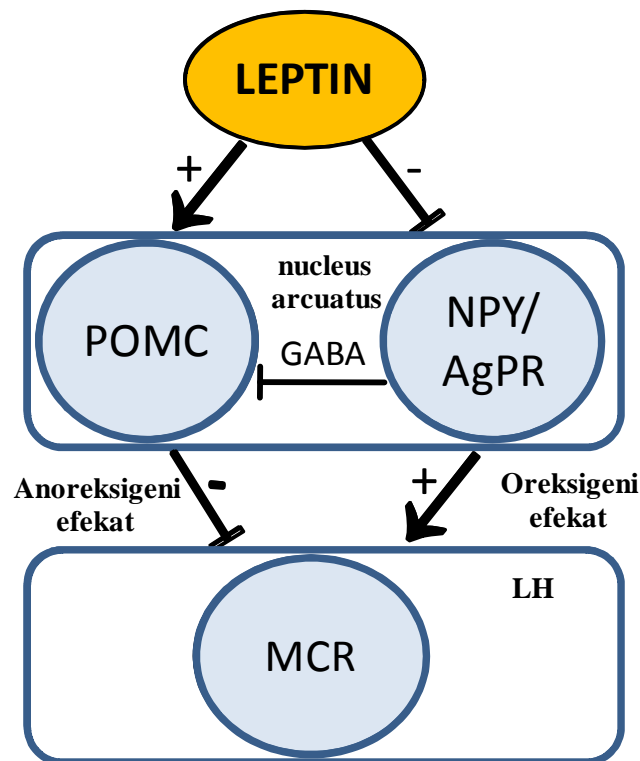 LEPTIN
+
-
nucleus
arcuatus
POMC
GABA
NPY/
AgPR
Anoreksigeni
efekat
-
+
Oreksigeni
efekat
LH
MCR